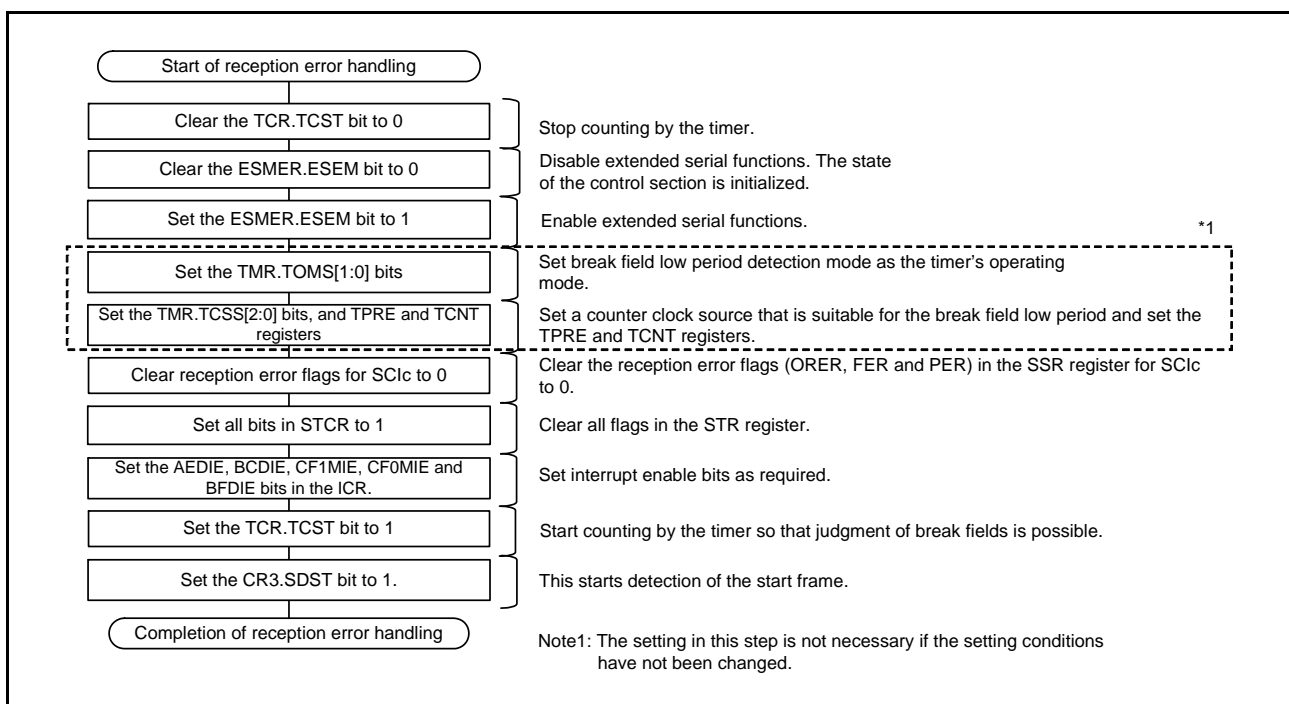 Start of reception error handling
Clear the TCR.TCST bit to 0
Stop counting by the timer.
Clear the ESMER.ESEM bit to 0
Disable extended serial functions. The state
of the control section is initialized.
Set the ESMER.ESEM bit to 1
Enable extended serial functions.
*1
Set the TMR.TOMS[1:0] bits
Set break field low period detection mode as the timer's operating
mode.
Set the TMR.TCSS[2:0] bits, and TPRE and TCNT
registers
Set a counter clock source that is suitable for the break field low period and set the
TPRE and TCNT registers.
Clear reception error flags for SCIc to 0
Clear the reception error flags (ORER, FER and PER) in the SSR register for SCIc
to 0.
Set all bits in STCR to 1
Clear all flags in the STR register.
Set the AEDIE, BCDIE, CF1MIE, CF0MIE and
BFDIE bits in the ICR.
Set interrupt enable bits as required.
Set the TCR.TCST bit to 1
Start counting by the timer so that judgment of break fields is possible.
Set the CR3.SDST bit to 1.
This starts detection of the start frame.
Completion of reception error handling
Note1: The setting in this step is not necessary if the setting conditions
have not been changed.